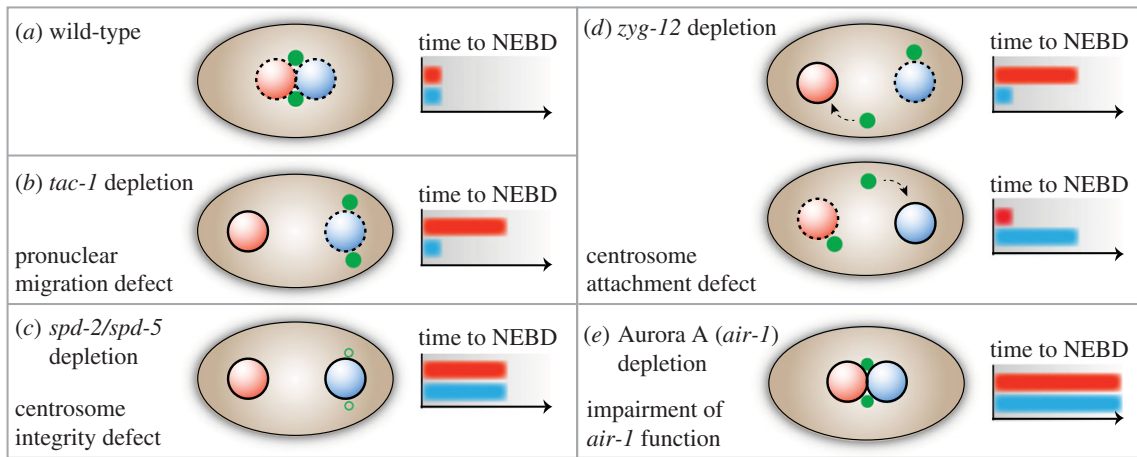 (a) wild-type
time to NEBD
(b) tac-1 depletion
time to NEBD
pronuclear
migration defect
(c) spd-2/spd-5
depletion
time to NEBD
centrosome
integrity defect
(d) zyg-12 depletion
time to NEBD
time to NEBD
centrosome
attachment defect
(e) Aurora A (air-1)
depletion
time to NEBD
impairment of
air-1 function